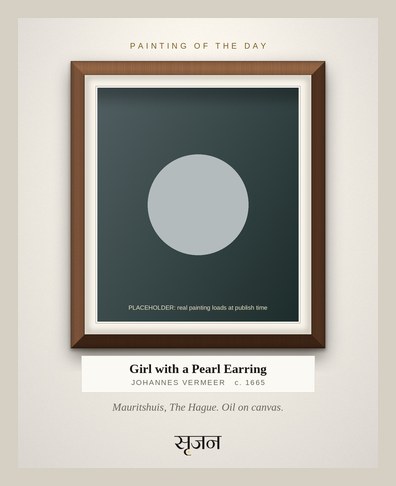 PAINTING OF THE DAY
PLACEHOLDER: real painting loads at publish time
Girl with a Pearl Earring
JOHANNES VERMEER c. 1665
Mauritshuis, The Hague. Oil on canvas.
सृजन